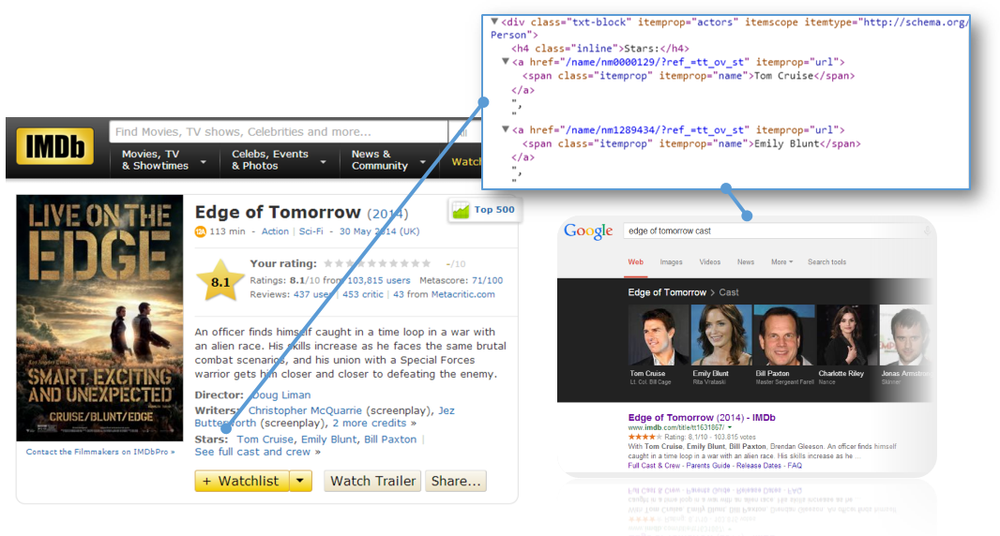 <div class="txt-block" itemprop="actors" itemscope itemtype="http://schema.org/
Person">
<h4 class="inline">Stars:</h4>
<a href="/name/nm0000129/?ref_=tt_ov_st" itemprop="url">
<span class="itemprop" itemprop="name">Tom Cruise</span>
</a>
",
"
<a href="/name/nm1289434/?ref_=tt_ov_st" itemprop="url">
<span class="itemprop" itemprop="name">Emily Blunt</span>
</a>
",
"
IMDb
Find Movies, TV shows, Celebrities and more...
All
Movies, TV
& Showtimes
Celebs, Events
& Photos
News &
Community
LIVE ON THE
EDGE
SMART, EXCITING
AND UNEXPECTED
CRUISE/BLUNT/EDGE
Contact the Filmmakers on IMDbPro »
Edge of Tomorrow (2014)
Top 500
12A 113 min - Action | Sci-Fi - 30 May 2014 (UK)
8.1
Your rating: -/10
Ratings: 8.1/10 from 103,815 users Metascore: 71/100
Reviews: 437 user | 453 critic | 43 from Metacritic.com
An officer finds himself caught in a time loop in a war with
an alien race. His skills increase as he faces the same brutal
combat scenarios, and his union with a Special Forces
warrior gets him closer and closer to defeating the enemy.
Director: Doug Liman
Writers: Christopher McQuarrie (screenplay), Jez
Butterworth (screenplay), 2 more credits »
Stars: Tom Cruise, Emily Blunt, Bill Paxton |
See full cast and crew »
+ Watchlist
Watch Trailer
Share...
Google
edge of tomorrow cast
Web Images Videos News More Search tools
Edge of Tomorrow > Cast
Tom Cruise
Lt. Col. Bill Cage
Emily Blunt
Rita Vrataski
Bill Paxton
Master Sergeant Farell
Charlotte Riley
Nance
Jonas Armstrong
Skinner
Edge of Tomorrow (2014) - IMDb
www.imdb.com/title/tt1631867/
Rating: 8,1/10 - 103.815 votes
With Tom Cruise, Emily Blunt, Bill Paxton, Brendan Gleeson. An officer finds himself
caught in a time loop in a war with an alien race. His skills increase as he ...
Full Cast & Crew - Parents Guide - Release Dates - FAQ